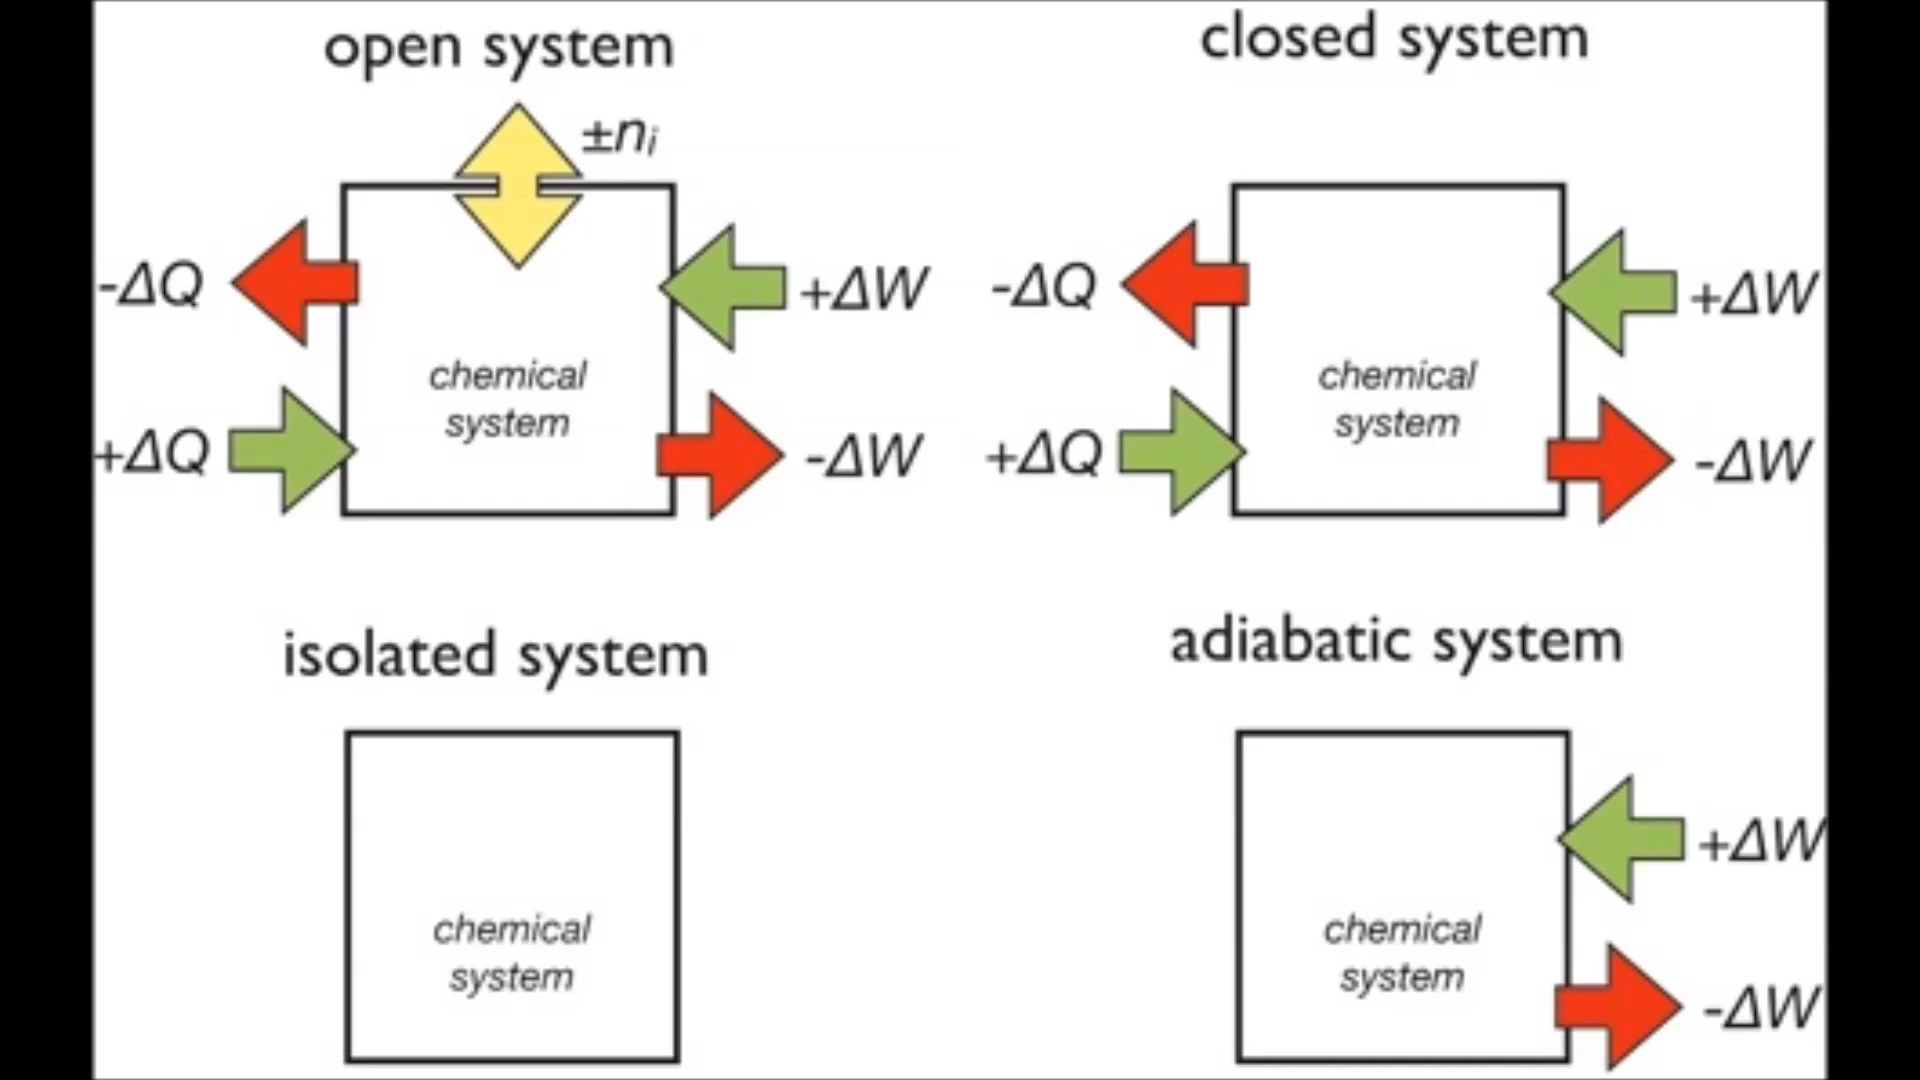 open system
closed system
±nᵢ
-ΔQ
+ΔW
chemical
system
+ΔQ
-ΔW
-ΔQ
+ΔW
chemical
system
+ΔQ
-ΔW
isolated system
adiabatic system
chemical
system
+ΔW
chemical
system
-ΔW